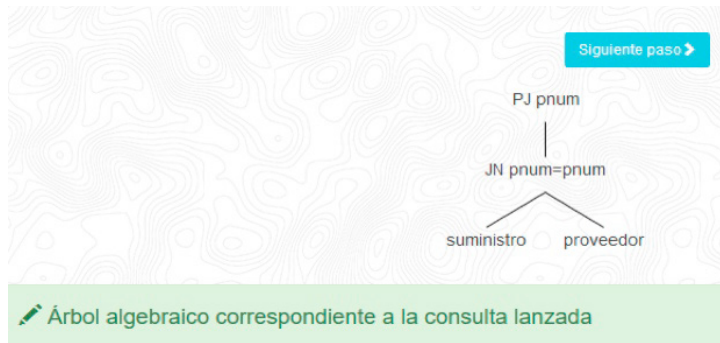 Siguiente paso
PJ pnum
JN pnum=pnum
suministro proveedor
Árbol algebraico correspondiente a la consulta lanzada